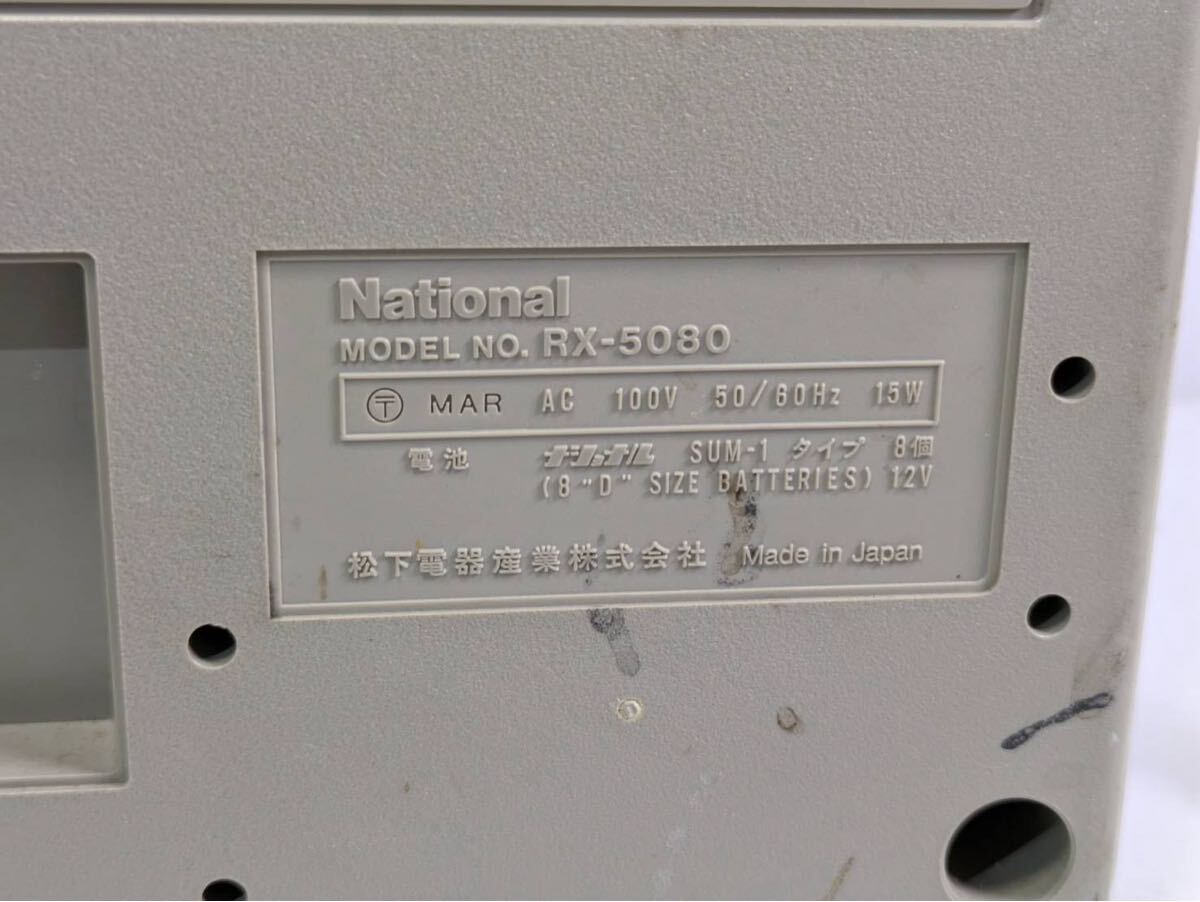 National
MODEL NO. RX-5080
〒 MAR AC 100V 50/60Hz 15W
電池 ナショナル SUM-1 タイプ 8個
(8 "D" SIZE BATTERIES) 12V
松下電器産業株式会社 Made in Japan